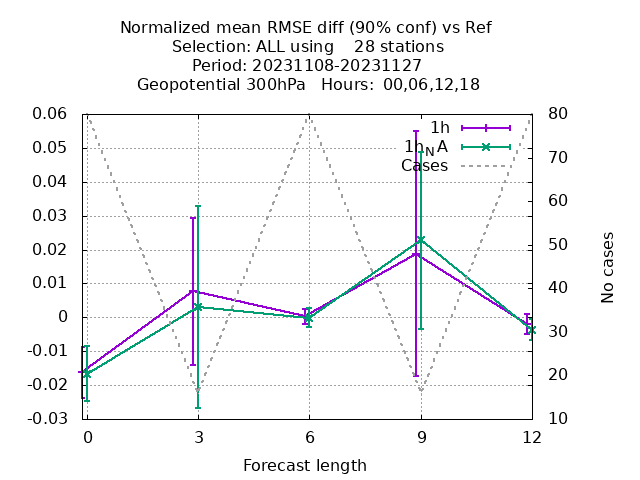 Normalized mean RMSE diff (90% conf) vs Ref
Selection: ALL using    28 stations
Period: 20231108-20231127
Geopotential 300hPa   Hours:  00,06,12,18
0.06
0.05
0.04
0.03
0.02
0.01
0
-0.01
-0.02
-0.03
80
70
60
50
40
30
20
10
1h
1h_NA
Cases
No cases
0
3
6
9
12
Forecast length